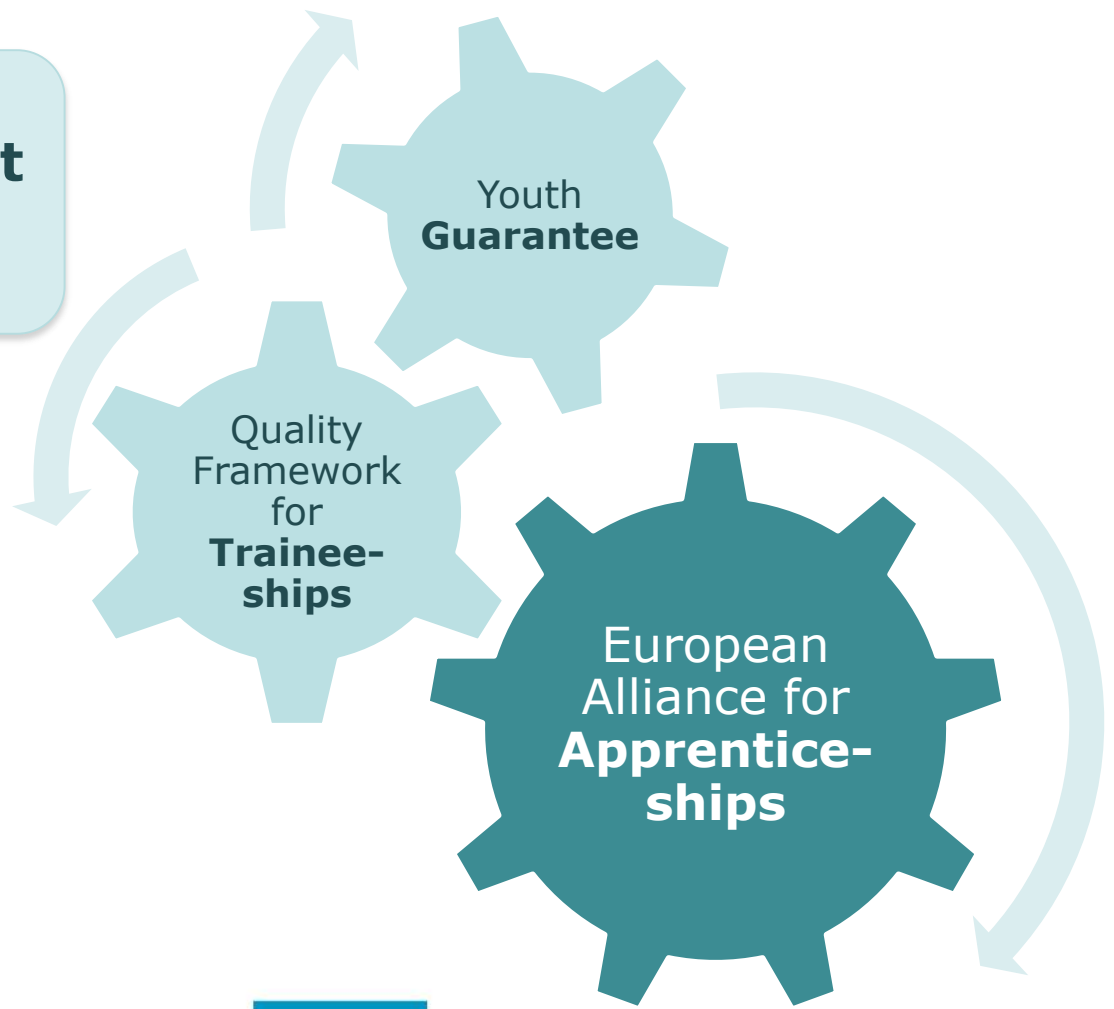 t
Youth
Guarantee
Quality
Framework
for
Trainee-
ships
European
Alliance for
Apprentice-
ships